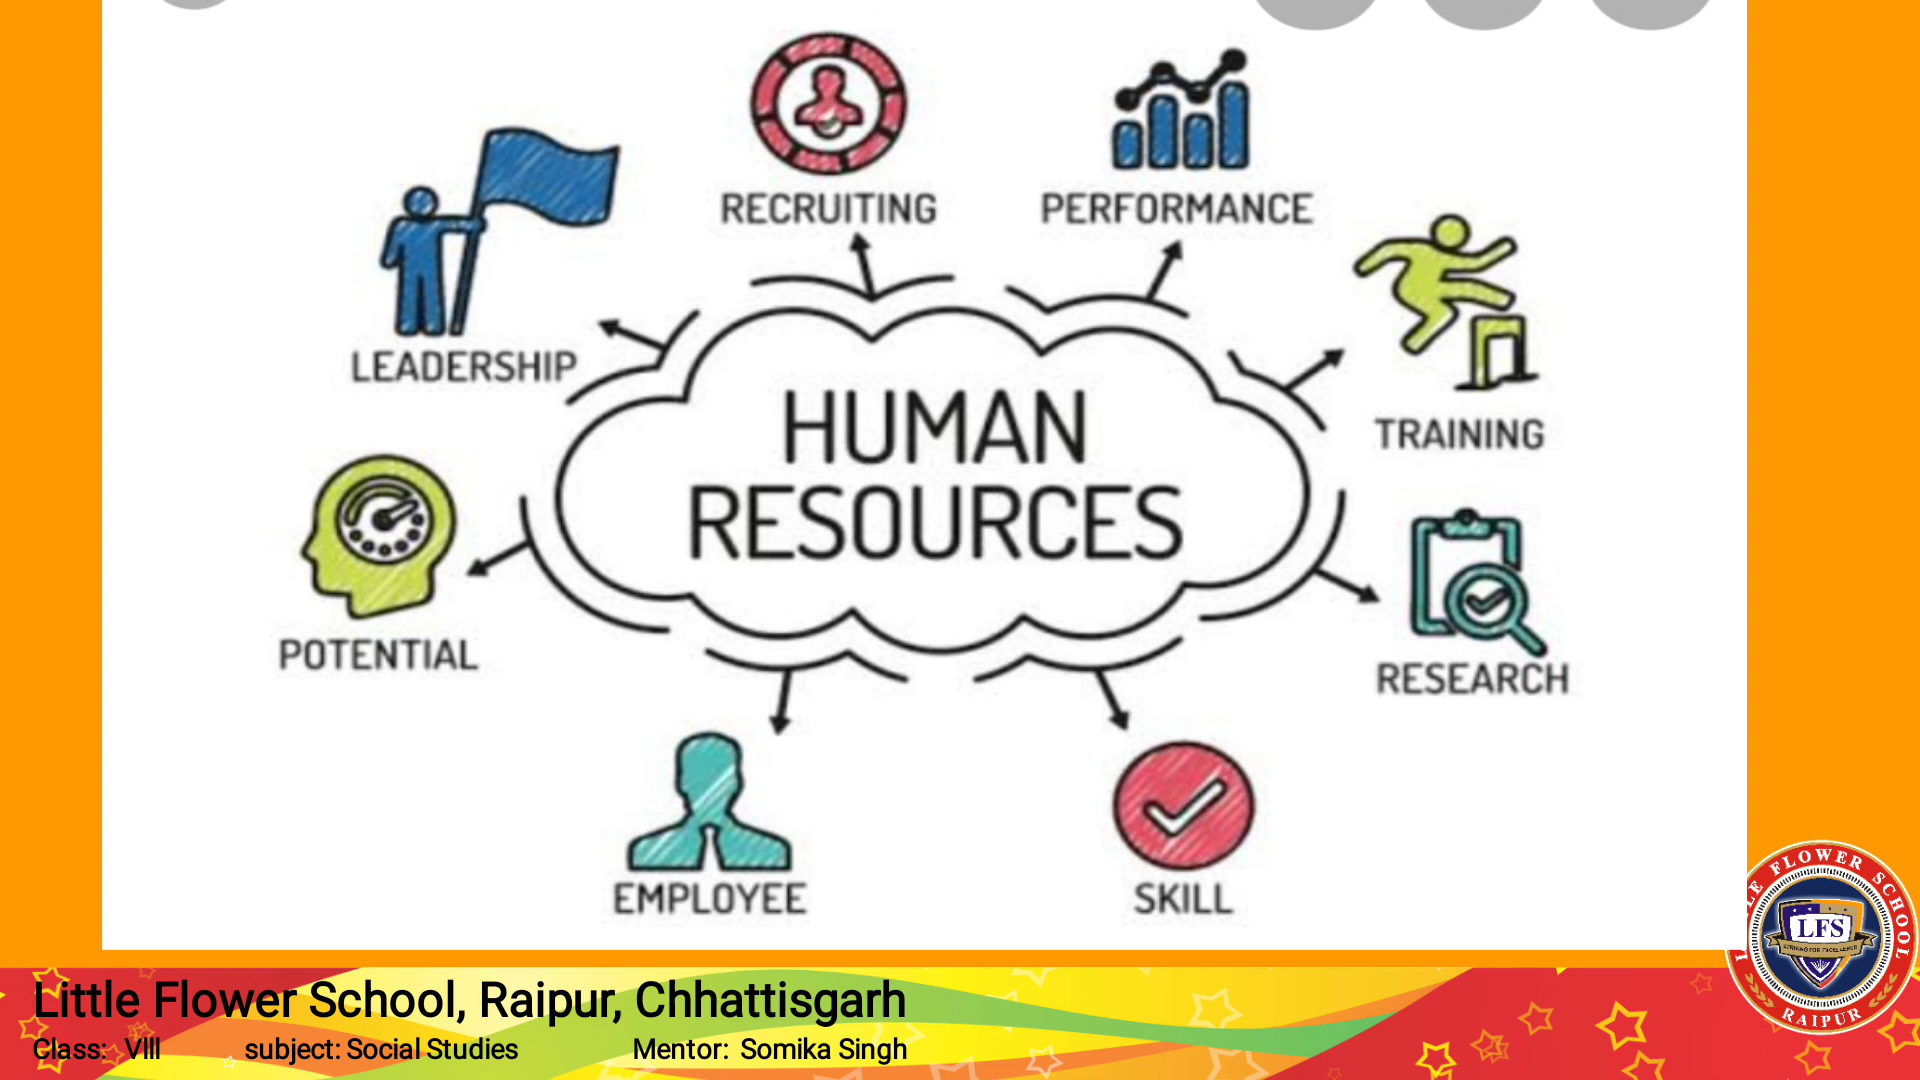 RECRUITING
PERFORMANCE
LEADERSHIP
TRAINING
HUMAN
RESOURCES
POTENTIAL
RESEARCH
EMPLOYEE
SKILL
FLOWER SCHOOL
LFS
RAIPUR
Little Flower School, Raipur, Chhattisgarh
Class: VIII subject: Social Studies Mentor: Somika Singh